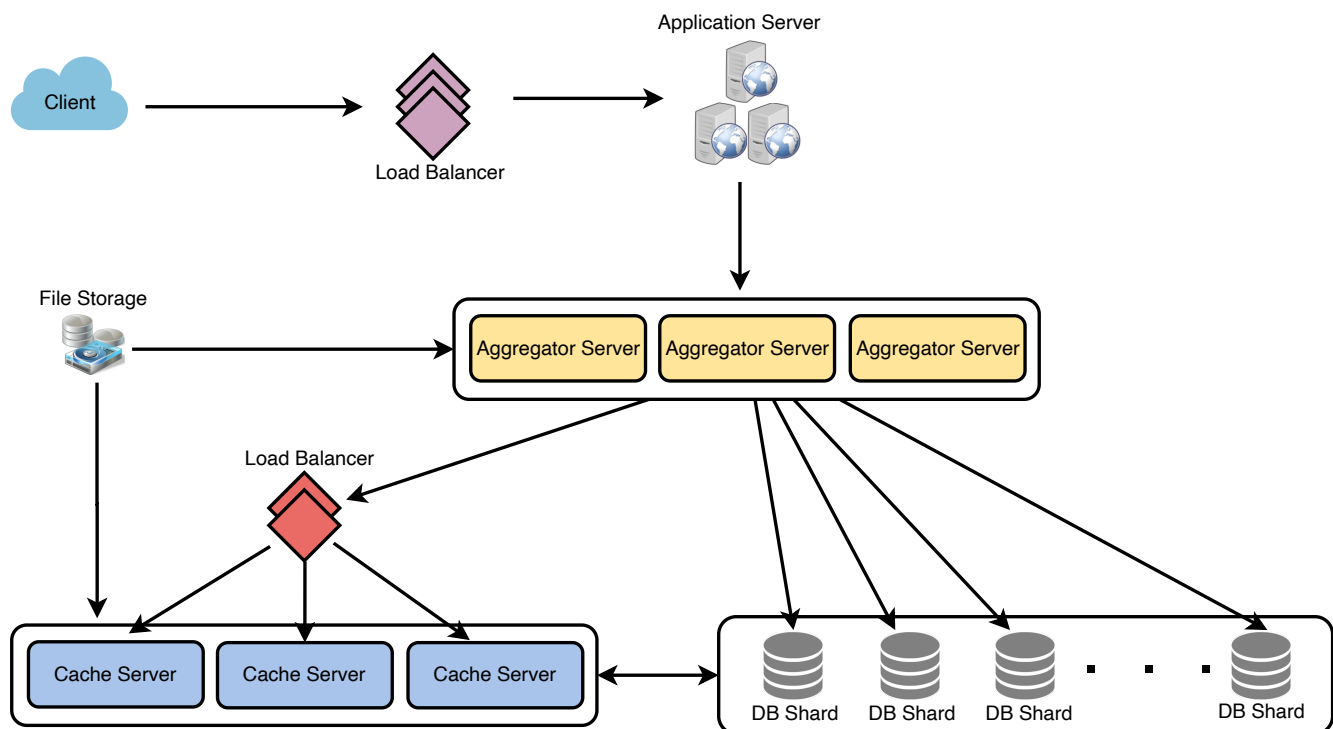 Application Server
Client
Load Balancer
File Storage
Aggregator Server
Aggregator Server
Aggregator Server
Load Balancer
Cache Server
Cache Server
Cache Server
DB Shard
DB Shard
DB Shard
DB Shard